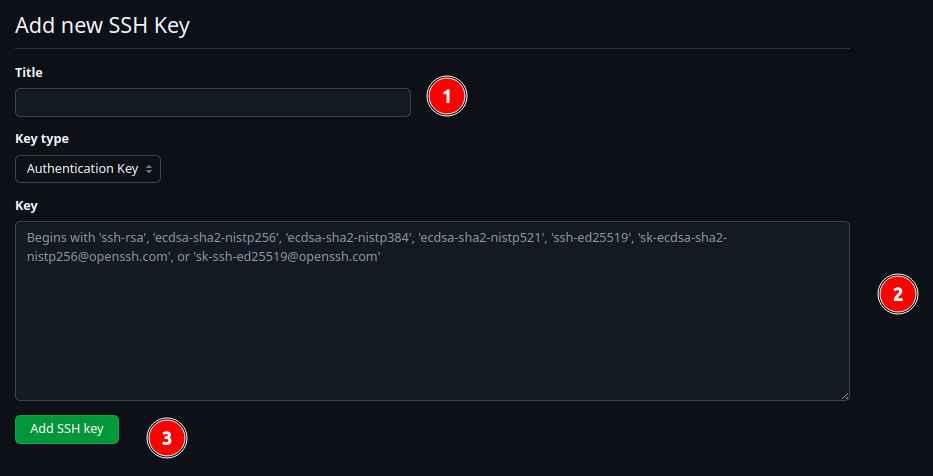 Add new SSH Key
Title
1
Key type
Authentication Key
Key
Begins with 'ssh-rsa', 'ecdsa-sha2-nistp256', 'ecdsa-sha2-nistp384', 'ecdsa-sha2-nistp521', 'ssh-ed25519', 'sk-ecdsa-sha2-
nistp256@openssh.com', or 'sk-ssh-ed25519@openssh.com'
2
Add SSH key
3